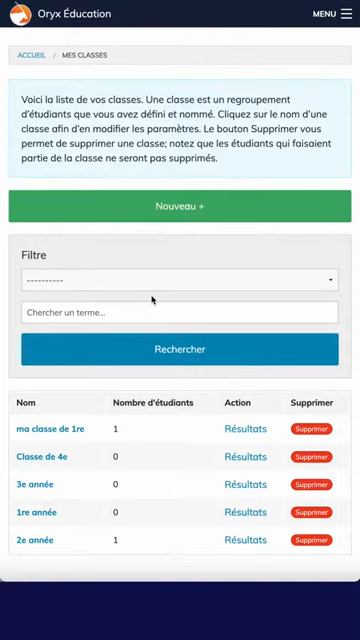 Oryx Éducation
MENU
ACCUEIL / MES CLASSES
Voici la liste de vos classes. Une classe est un regroupement
d'étudiants que vous avez défini et nommé. Cliquez sur le nom d'une
classe afin d'en modifier les paramètres. Le bouton Supprimer vous
permet de supprimer une classe; notez que les étudiants qui faisaient
partie de la classe ne seront pas supprimés.
Nouveau +
Filtre
----------
Chercher un terme...
Rechercher
Nom Nombre d'étudiants Action Supprimer
ma classe de 1re 1 Résultats Supprimer
Classe de 4e 0 Résultats Supprimer
3e année 0 Résultats Supprimer
1re année 0 Résultats Supprimer
2e année 1 Résultats Supprimer